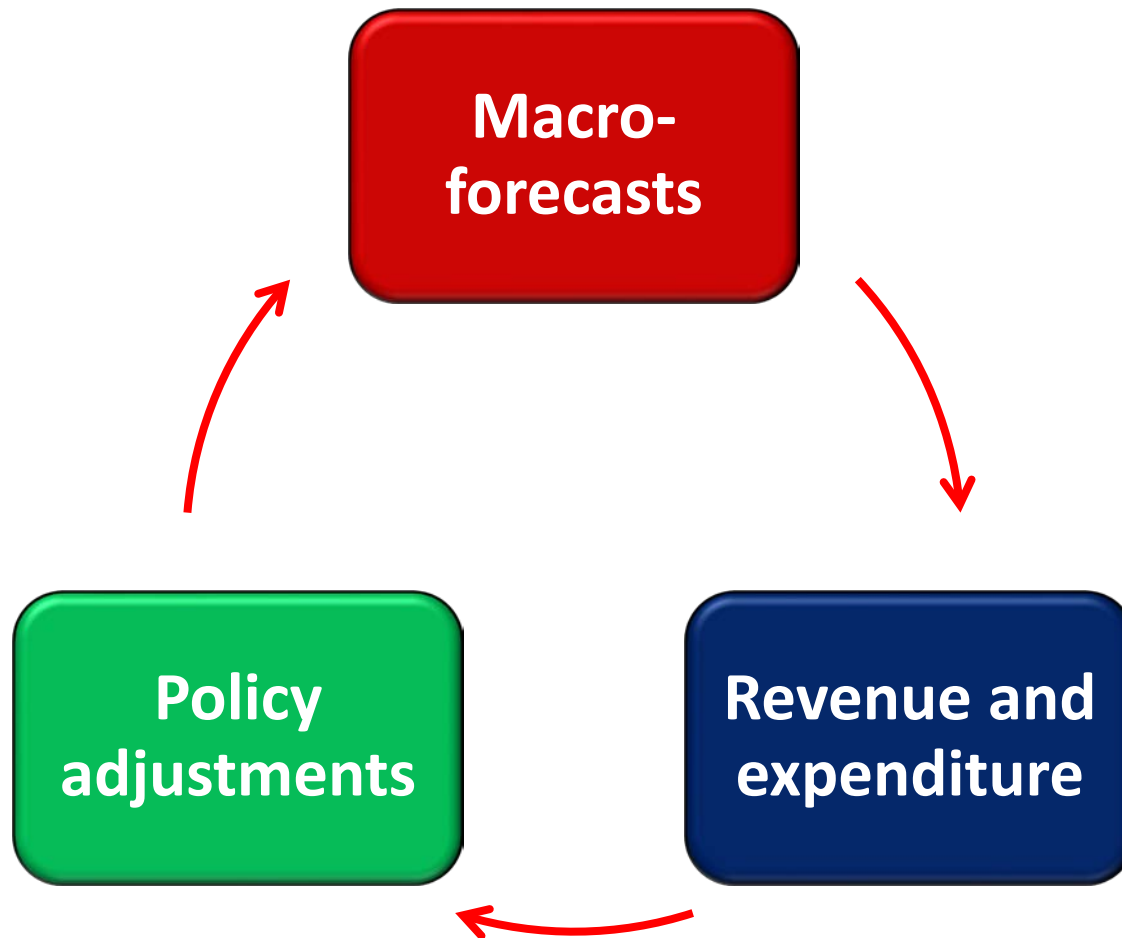 Macro-
forecasts
Policy
adjustments
Revenue and
expenditure